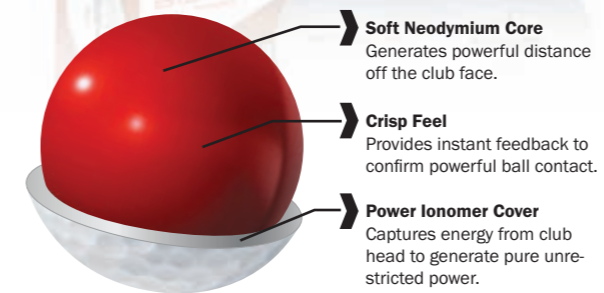 Soft Neodymium Core
Generates powerful distance
off the club face.
Crisp Feel
Provides instant feedback to
confirm powerful ball contact.
Power Ionomer Cover
Captures energy from club
head to generate pure unre-
stricted power.